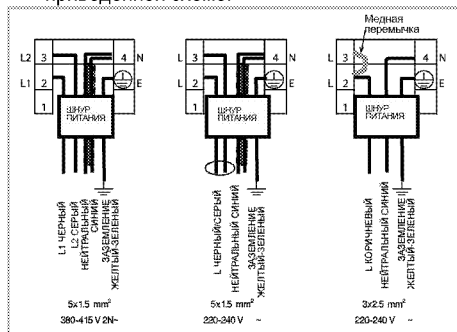 приведенной схеме.
L2 3 4 N
L1 2 E
1
ШНУР ПИТАНИЯ
L1 ЧЕРНЫЙ
L2 СЕРЫЙ
НЕЙТРАЛЬНЫЙ СИНИЙ
ЗАЗЕМЛЕНИЕ ЖЕЛТЫЙ-ЗЕЛЕНЫЙ
5x1.5 mm²
380-415 V 2N~
L 3 4 N
L 2 E
1
ШНУР ПИТАНИЯ
L ЧЕРНЫЙ/СЕРЫЙ
НЕЙТРАЛЬНЫЙ СИНИЙ
ЗАЗЕМЛЕНИЕ ЖЕЛТЫЙ-ЗЕЛЕНЫЙ
5x1.5 mm²
220-240 V ~
Медная
перемычка
L 3 4 N
L 2 E
1
ШНУР ПИТАНИЯ
L КОРИЧНЕВЫЙ
НЕЙТРАЛЬНЫЙ СИНИЙ
ЗАЗЕМЛЕНИЕ ЖЕЛТЫЙ-ЗЕЛЕНЫЙ
3x2.5 mm²
220-240 V ~